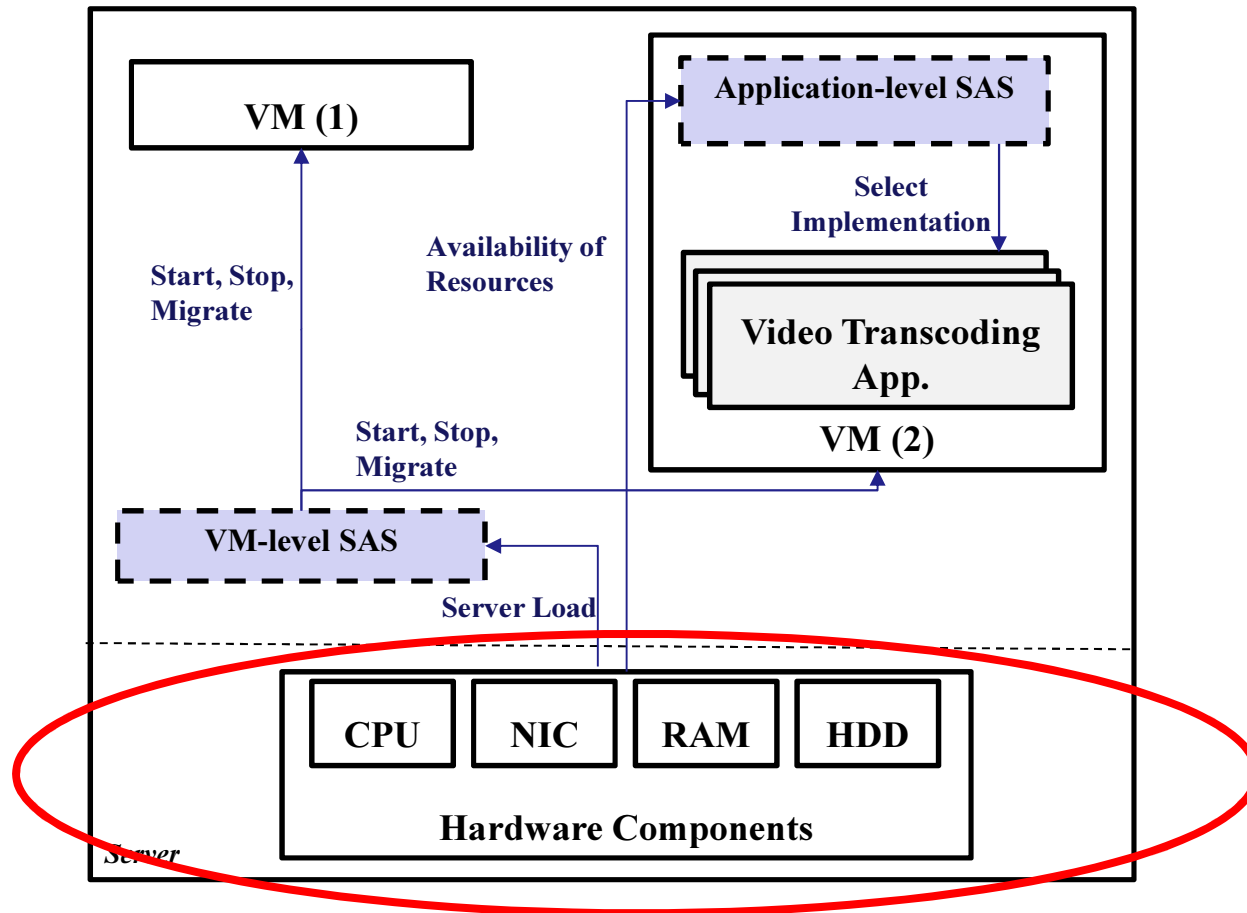 VM (1)
Application-level SAS
Select
Implementation
Availability of
Resources
Start, Stop,
Migrate
Video Transcoding
App.
VM (2)
Start, Stop,
Migrate
VM-level SAS
Server Load
CPU
NIC
RAM
HDD
Hardware Components
Server